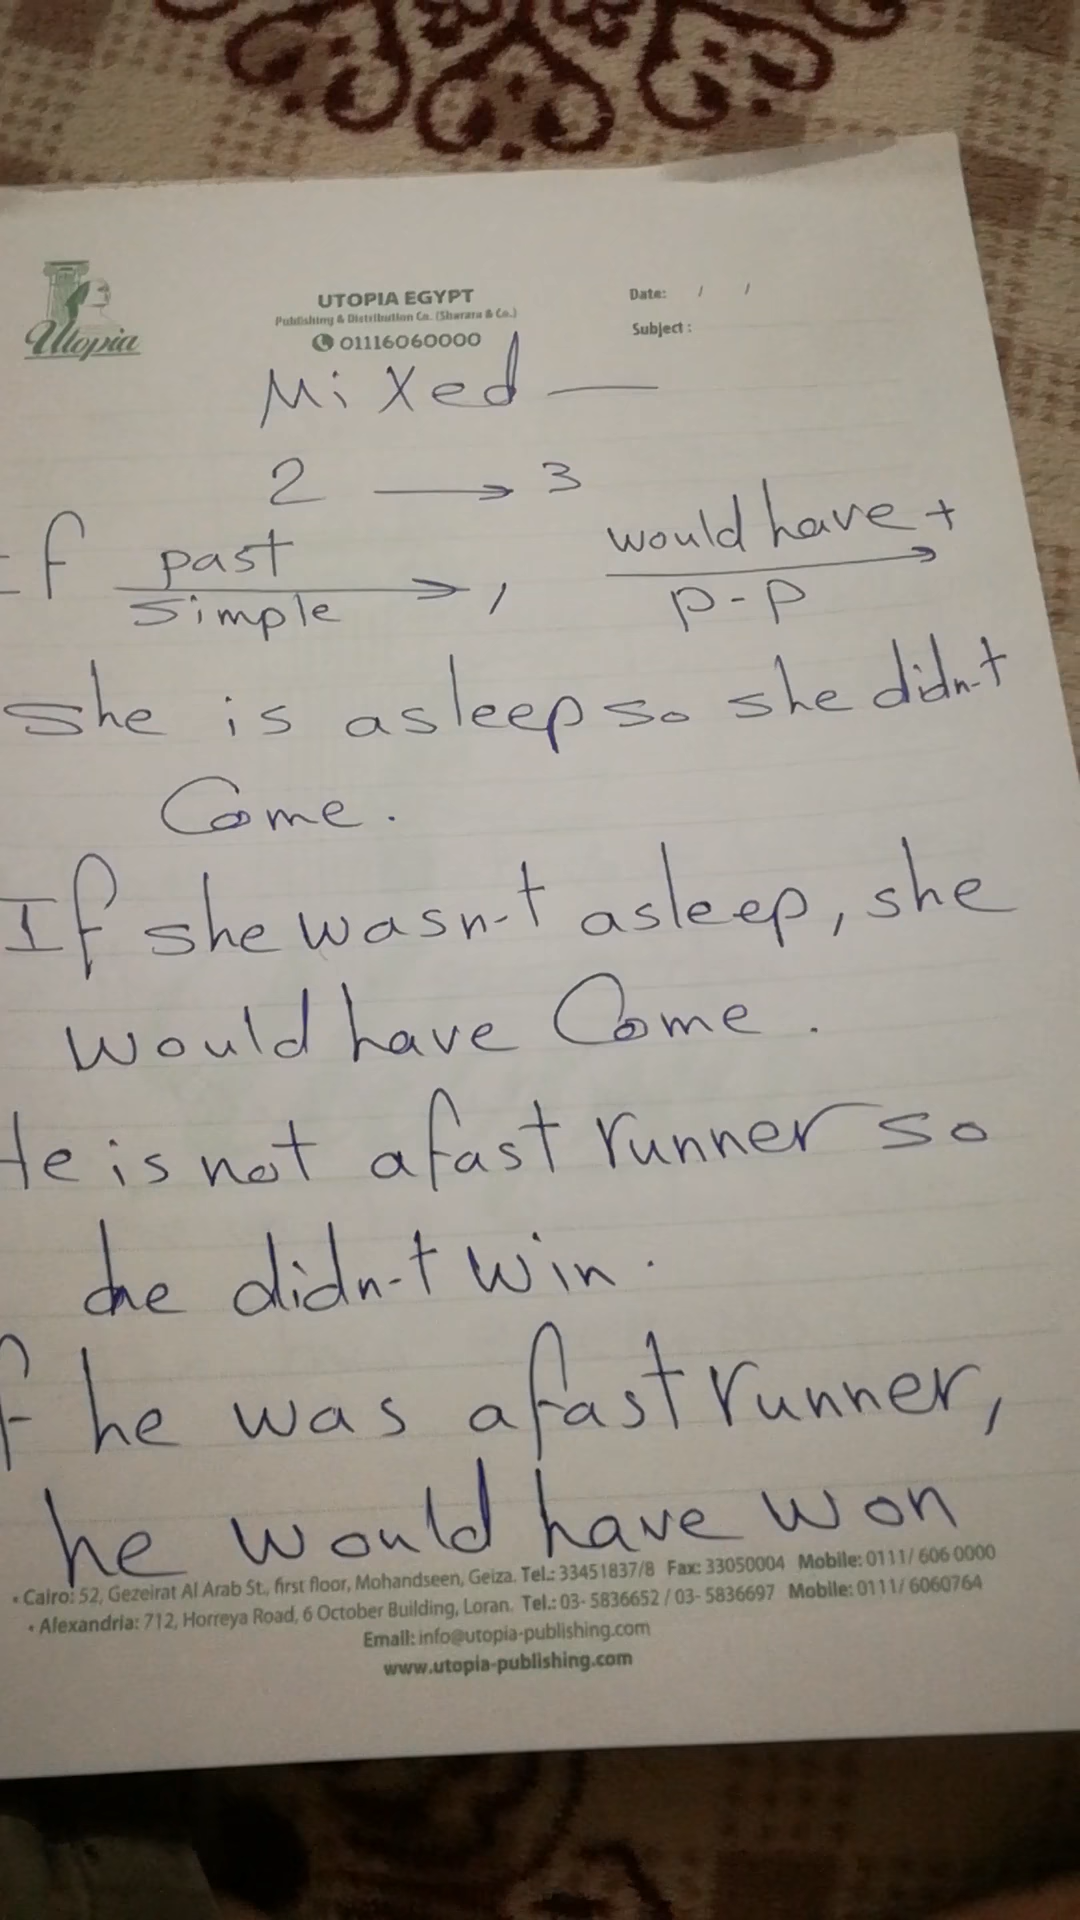 Utopia
UTOPIA EGYPT
Publishing & Distribution Co. (Sharara & Co.)
01116060000
Date: / /
Subject:
Mixed
2 → 3
If past simple → , would have + p-p →
She is asleep so she didn-t
Come.
If she wasn-t asleep, she
would have Come.
He is not a fast runner so
he didn-t win.
If he was a fast runner,
he would have won
• Cairo: 52, Gezeirat Al Arab St., first floor, Mohandseen, Geiza. Tel.: 33451837/8 Fax: 33050004 Mobile: 0111/ 606 0000
• Alexandria: 712, Horreya Road, 6 October Building, Loran. Tel.: 03- 5836652 / 03- 5836697 Mobile: 0111/ 6060764
Email: info@utopia-publishing.com
www.utopia-publishing.com